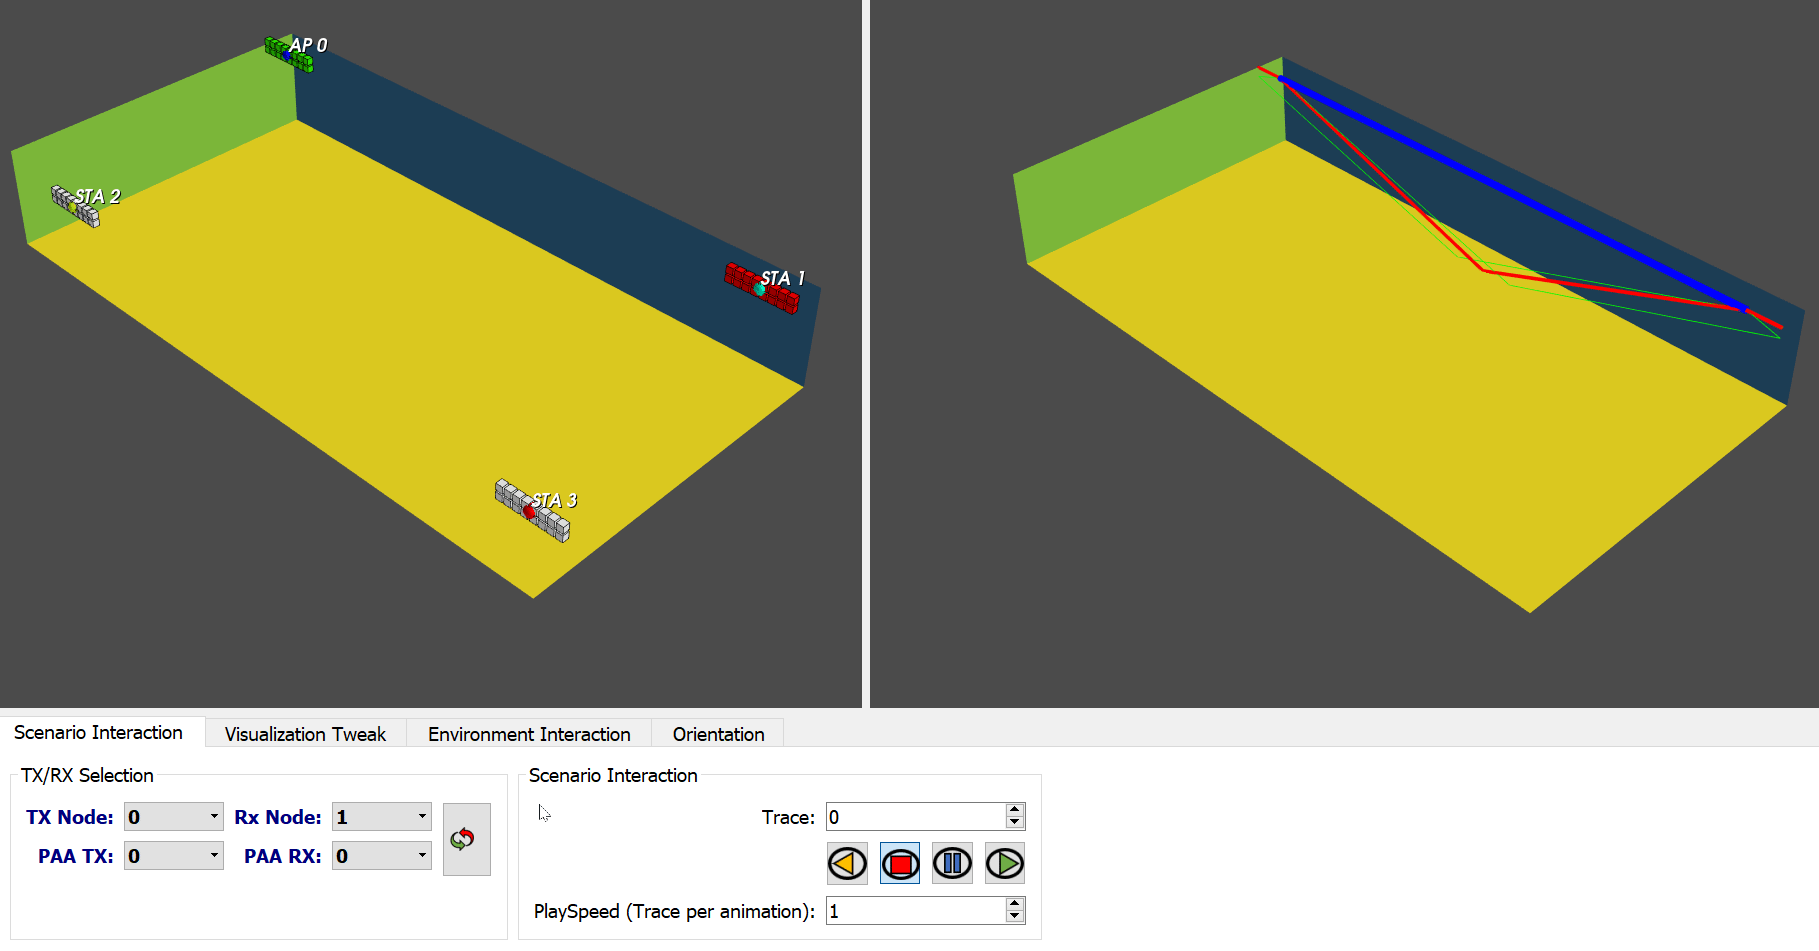 AP 0
STA 2
STA 1
STA 3
Scenario Interaction
Visualization Tweak
Environment Interaction
Orientation
TX/RX Selection
TX Node: 0 Rx Node: 1
PAA TX: 0 PAA RX: 0
Scenario Interaction
Trace: 0
PlaySpeed (Trace per animation): 1